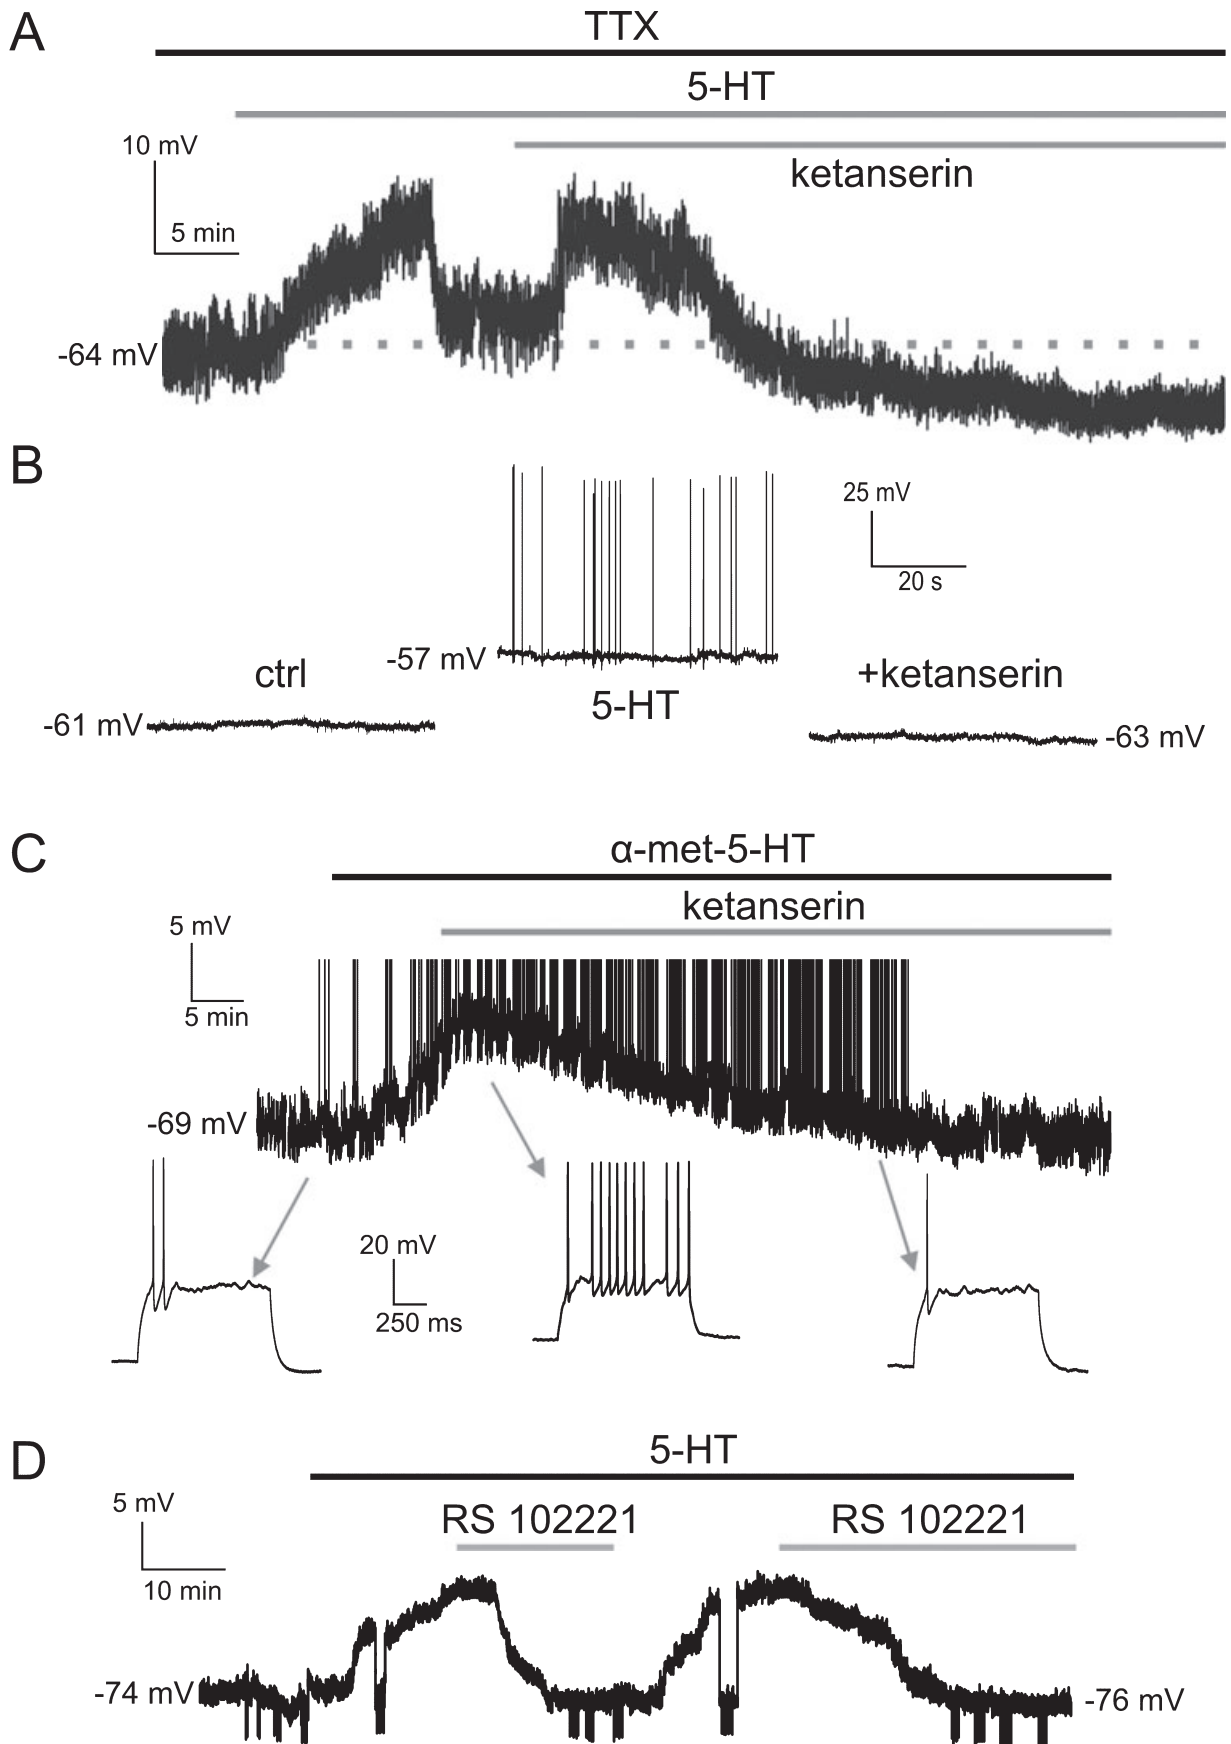 A
TTX
5-HT
10 mV
ketanserin
5 min
-64 mV
B
25 mV
20 s
-57 mV
ctrl
+ketanserin
5-HT
-61 mV
-63 mV
C
α-met-5-HT
ketanserin
5 mV
5 min
-69 mV
20 mV
250 ms
D
5-HT
5 mV
RS 102221
RS 102221
10 min
-74 mV
-76 mV